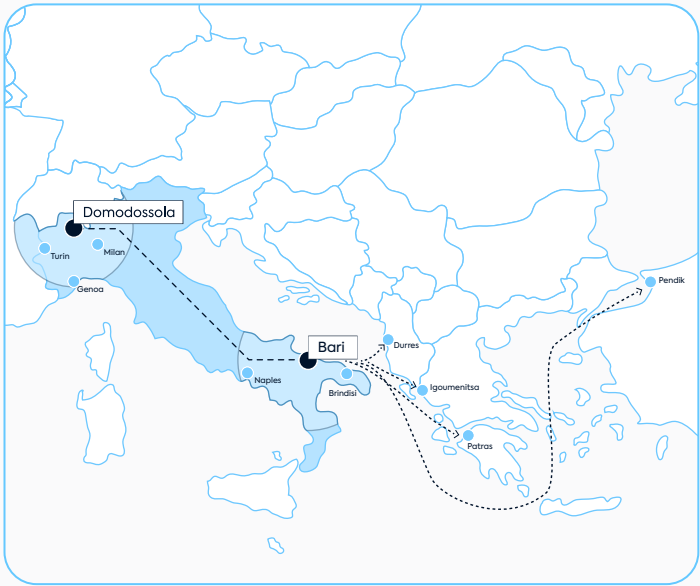 Domodossola
Turin
Milan
Genoa
Pendik
Bari
Durres
Naples
Igoumenitsa
Brindisi
Patras